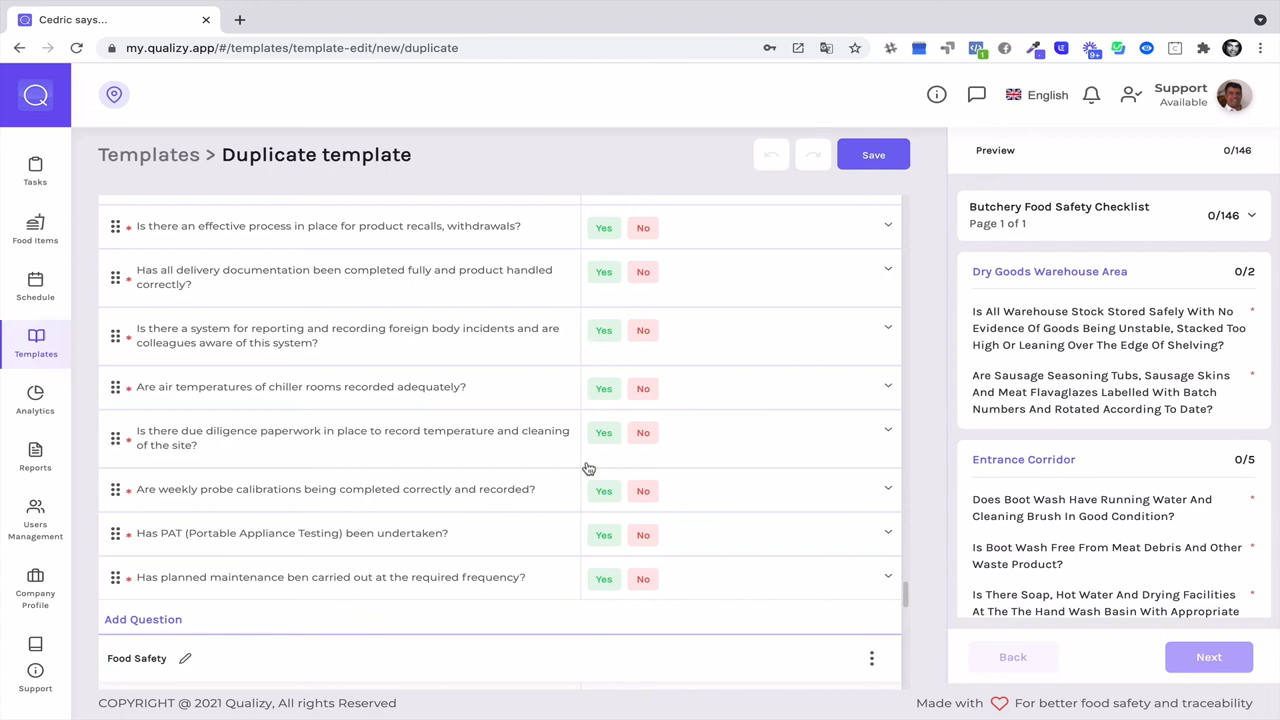 Cedric says...
my.qualizy.app/#/templates/template-edit/new/duplicate
1
9+
English
Support
Available
Tasks
Food Items
Schedule
Templates
Analytics
Reports
Users
Management
Company
Profile
Support
Templates > Duplicate template
Save
Is there an effective process in place for product recalls, withdrawals?
Yes No
Has all delivery documentation been completed fully and product handled
correctly?
Yes No
Is there a system for reporting and recording foreign body incidents and are
colleagues aware of this system?
Yes No
Are air temperatures of chiller rooms recorded adequately?
Yes No
Is there due diligence paperwork in place to record temperature and cleaning
of the site?
Yes No
Are weekly probe calibrations being completed correctly and recorded?
Yes No
Has PAT (Portable Appliance Testing) been undertaken?
Yes No
Has planned maintenance ben carried out at the required frequency?
Yes No
Add Question
Food Safety
Preview 0/146
Butchery Food Safety Checklist
Page 1 of 1
0/146
Dry Goods Warehouse Area 0/2
Is All Warehouse Stock Stored Safely With No
Evidence Of Goods Being Unstable, Stacked Too
High Or Leaning Over The Edge Of Shelving?
Are Sausage Seasoning Tubs, Sausage Skins
And Meat Flavaglazes Labelled With Batch
Numbers And Rotated According To Date?
Entrance Corridor 0/5
Does Boot Wash Have Running Water And
Cleaning Brush In Good Condition?
Is Boot Wash Free From Meat Debris And Other
Waste Product?
Is There Soap, Hot Water And Drying Facilities
At The The Hand Wash Basin With Appropriate
Back Next
COPYRIGHT @ 2021 Qualizy, All rights Reserved
Made with For better food safety and traceability